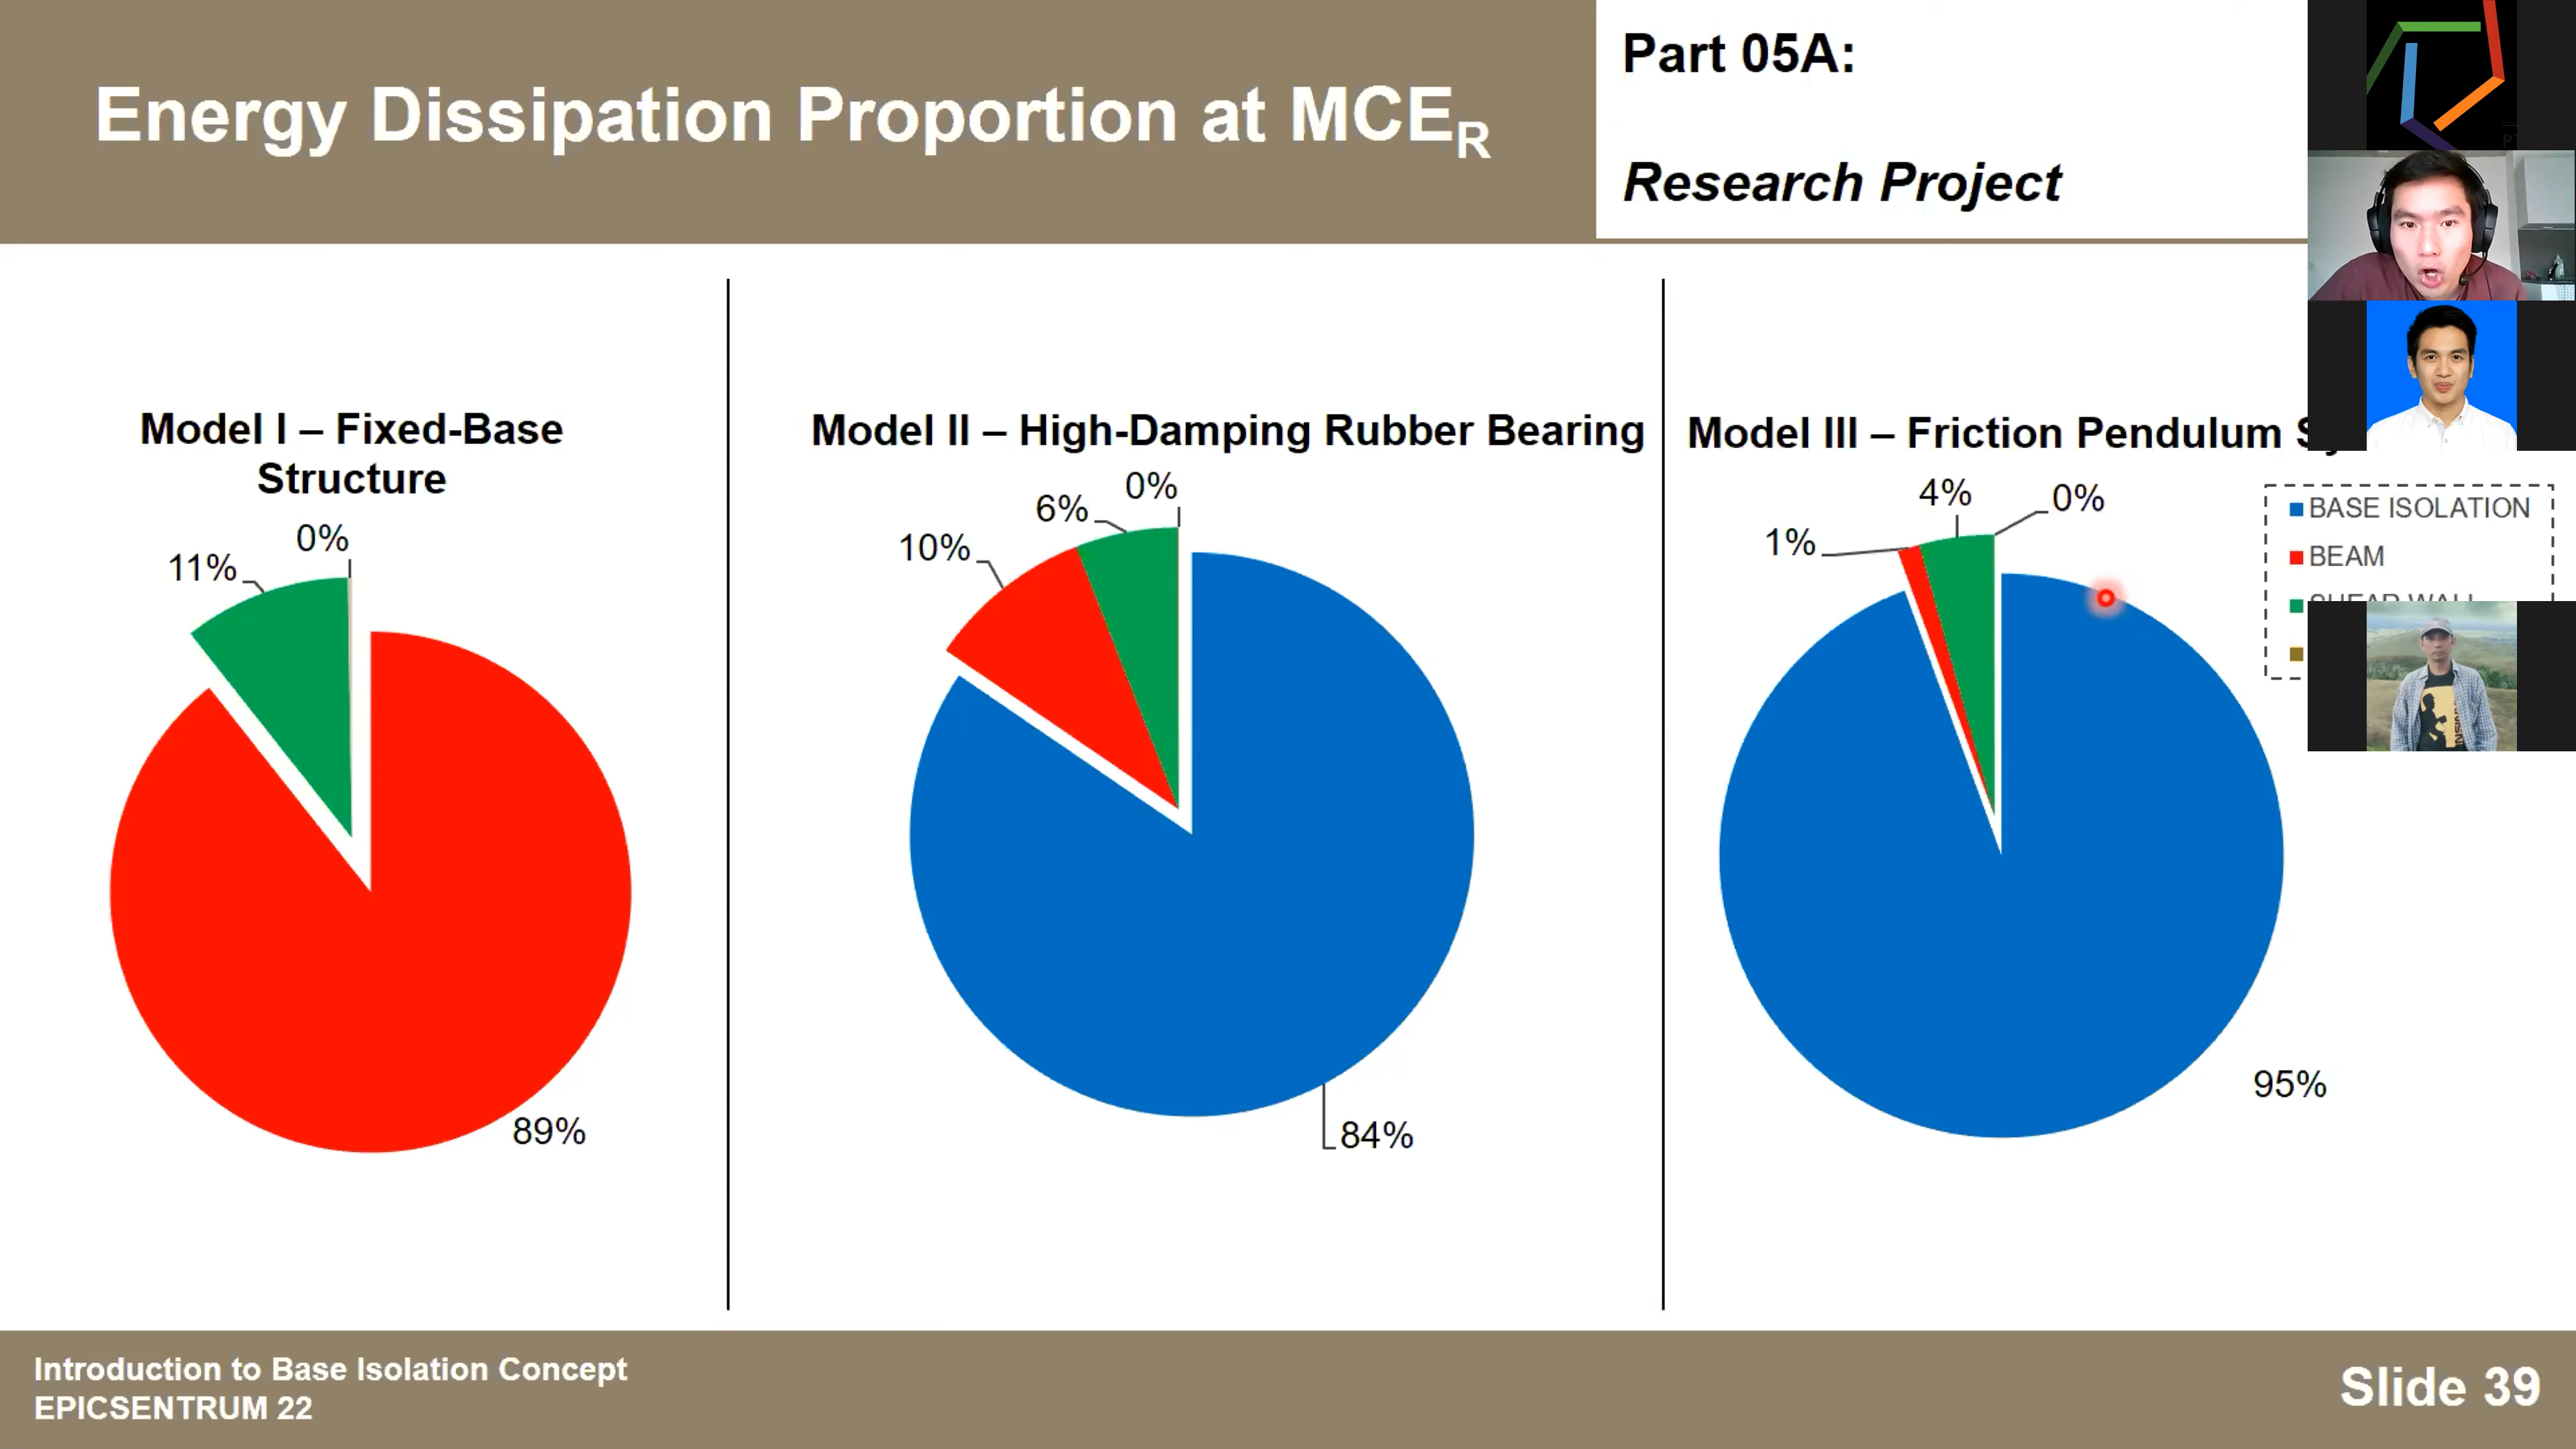 Energy Dissipation Proportion at MCER
Part 05A:
Research Project
Model I – Fixed-Base
Structure
0%
11%
89%
Model II – High-Damping Rubber Bearing
0%
6%
10%
84%
Model III – Friction Pendulum
4%
0%
1%
95%
BASE ISOLATION
BEAM
SHEAR WALL
Introduction to Base Isolation Concept
EPICSENTRUM 22
Slide 39